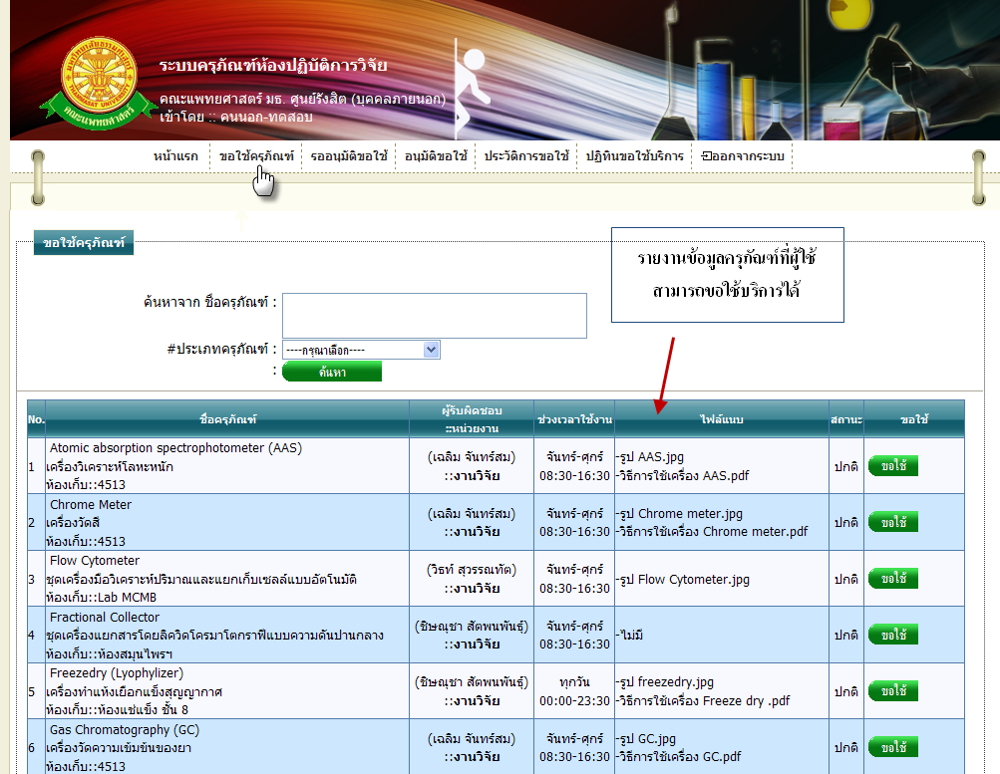 ระบบครุภัณฑ์ห้องปฏิบัติการวิจัย
คณะแพทยศาสตร์ มธ. ศูนย์รังสิต (บุคคลภายนอก)
เข้าโดย :: คนนอก-ทดสอบ
THAMMASAT UNIVERSITY
คณะแพทยศาสตร์
หน้าแรก ขอใช้ครุภัณฑ์ รออนุมัติขอใช้ อนุมัติขอใช้ ประวัติการขอใช้ ปฏิทินขอใช้บริการ ออกจากระบบ
ขอใช้ครุภัณฑ์
รายงานข้อมูลครุภัณฑ์ที่ผู้ใช้
สามารถขอใช้บริการได้
ค้นหาจาก ชื่อครุภัณฑ์ :
#ประเภทครุภัณฑ์ : ----กรุณาเลือก----
: ค้นหา
No. ชื่อครุภัณฑ์ ผู้รับผิดชอบ ช่วงเวลาใช้งาน ไฟล์แนบ สถานะ ขอใช้
::หน่วยงาน
Atomic absorption spectrophotometer (AAS) (เฉลิม จันทร์สม) จันทร์-ศุกร์ -รูป AAS.jpg
1 เครื่องวิเคราะห์โลหะหนัก ::งานวิจัย 08:30-16:30 -วิธีการใช้เครื่อง AAS.pdf ปกติ ขอใช้
ห้องเก็บ::4513
Chrome Meter (เฉลิม จันทร์สม) จันทร์-ศุกร์ -รูป Chrome meter.jpg
2 เครื่องวัดสี ::งานวิจัย 08:30-16:30 -วิธีการใช้เครื่อง Chrome meter.pdf ปกติ ขอใช้
ห้องเก็บ::4513
Flow Cytometer (วิธท์ สุวรรณทัต) จันทร์-ศุกร์
3 ชุดเครื่องมือวิเคราะห์ปริมาณและแยกเก็บเซลล์แบบอัตโนมัติ ::งานวิจัย 08:30-16:30 -รูป Flow Cytometer.jpg ปกติ ขอใช้
ห้องเก็บ::Lab MCMB
Fractional Collector (ชิษณุชา สัตพนพันธุ์) จันทร์-ศุกร์
4 ชุดเครื่องแยกสารโดยลิควิดโครมาโตกราฟีแบบความดันปานกลาง ::งานวิจัย 08:30-16:30 -ไม่มี ปกติ ขอใช้
ห้องเก็บ::ห้องสมุนไพรฯ
Freezedry (Lyophylizer) (ชิษณุชา สัตพนพันธุ์) ทุกวัน -รูป freezedry.jpg
5 เครื่องทำแห้งเยือกแข็งสุญญากาศ ::งานวิจัย 00:00-23:30 -วิธีการใช้เครื่อง Freeze dry .pdf ปกติ ขอใช้
ห้องเก็บ::ห้องแช่แข็ง ชั้น 8
Gas Chromatography (GC) (เฉลิม จันทร์สม) จันทร์-ศุกร์ -รูป GC.jpg
6 เครื่องวัดความเข้มข้นของยา ::งานวิจัย 08:30-16:30 -วิธีการใช้เครื่อง GC.pdf ปกติ ขอใช้
ห้องเก็บ::4513